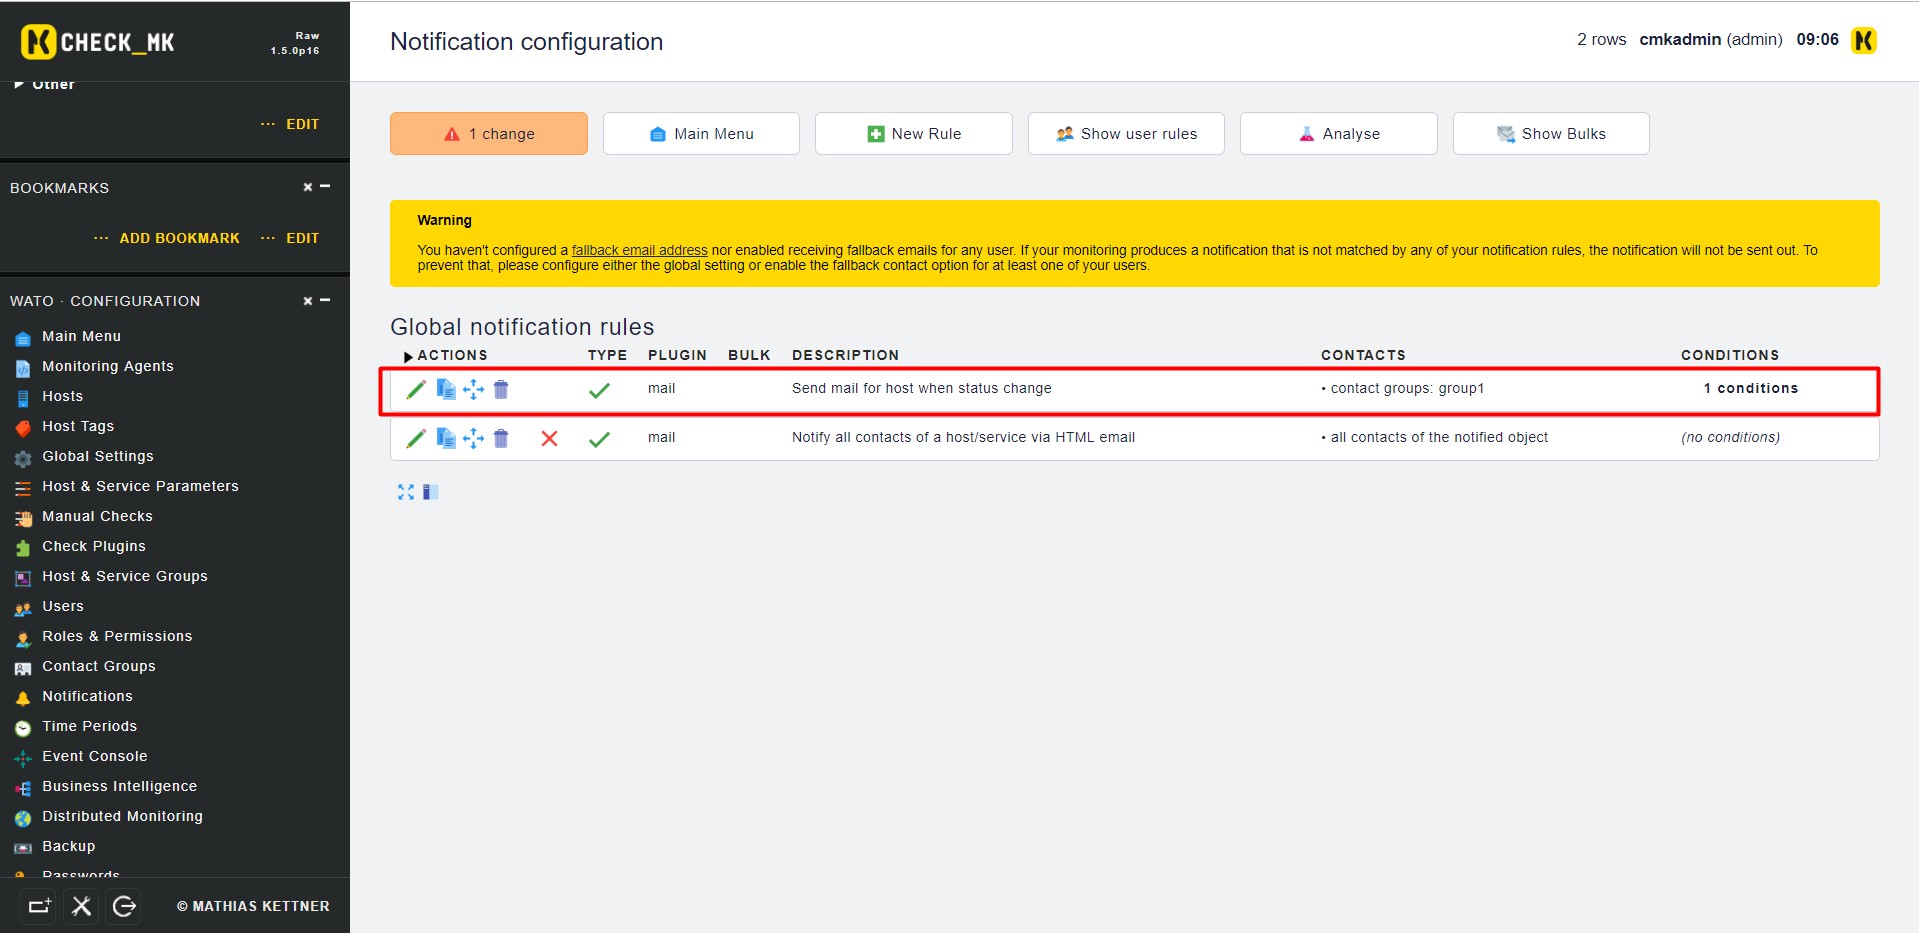 CHECK_MK
Raw
1.5.0p16
Other
··· EDIT
BOOKMARKS
··· ADD BOOKMARK ··· EDIT
WATO · CONFIGURATION
Main Menu
Monitoring Agents
Hosts
Host Tags
Global Settings
Host & Service Parameters
Manual Checks
Check Plugins
Host & Service Groups
Users
Roles & Permissions
Contact Groups
Notifications
Time Periods
Event Console
Business Intelligence
Distributed Monitoring
Backup
Passwords
© MATHIAS KETTNER
Notification configuration
2 rows cmkadmin (admin) 09:06
1 change Main Menu New Rule Show user rules Analyse Show Bulks
Warning
You haven't configured a fallback email address nor enabled receiving fallback emails for any user. If your monitoring produces a notification that is not matched by any of your notification rules, the notification will not be sent out. To
prevent that, please configure either the global setting or enable the fallback contact option for at least one of your users.
Global notification rules
ACTIONS TYPE PLUGIN BULK DESCRIPTION CONTACTS CONDITIONS
mail Send mail for host when status change • contact groups: group1 1 conditions
mail Notify all contacts of a host/service via HTML email • all contacts of the notified object (no conditions)